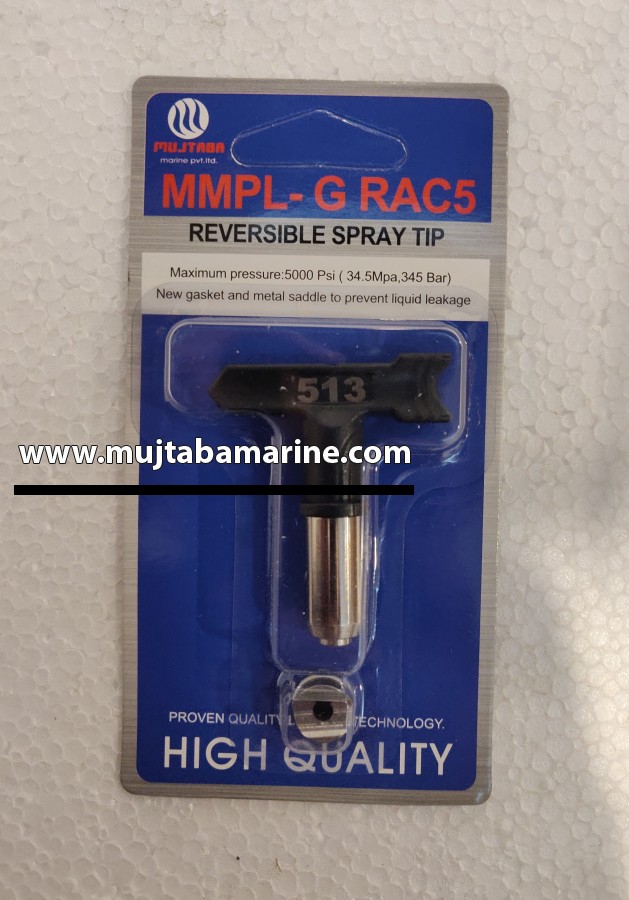 MUJTABA
marine pvt.ltd.
MMPL- G RAC5
REVERSIBLE SPRAY TIP
Maximum pressure:5000 Psi ( 34.5Mpa,345 Bar)
New gasket and metal saddle to prevent liquid leakage
513
www.mujtabamarine.com
PROVEN QUALITY TECHNOLOGY.
HIGH QUALITY